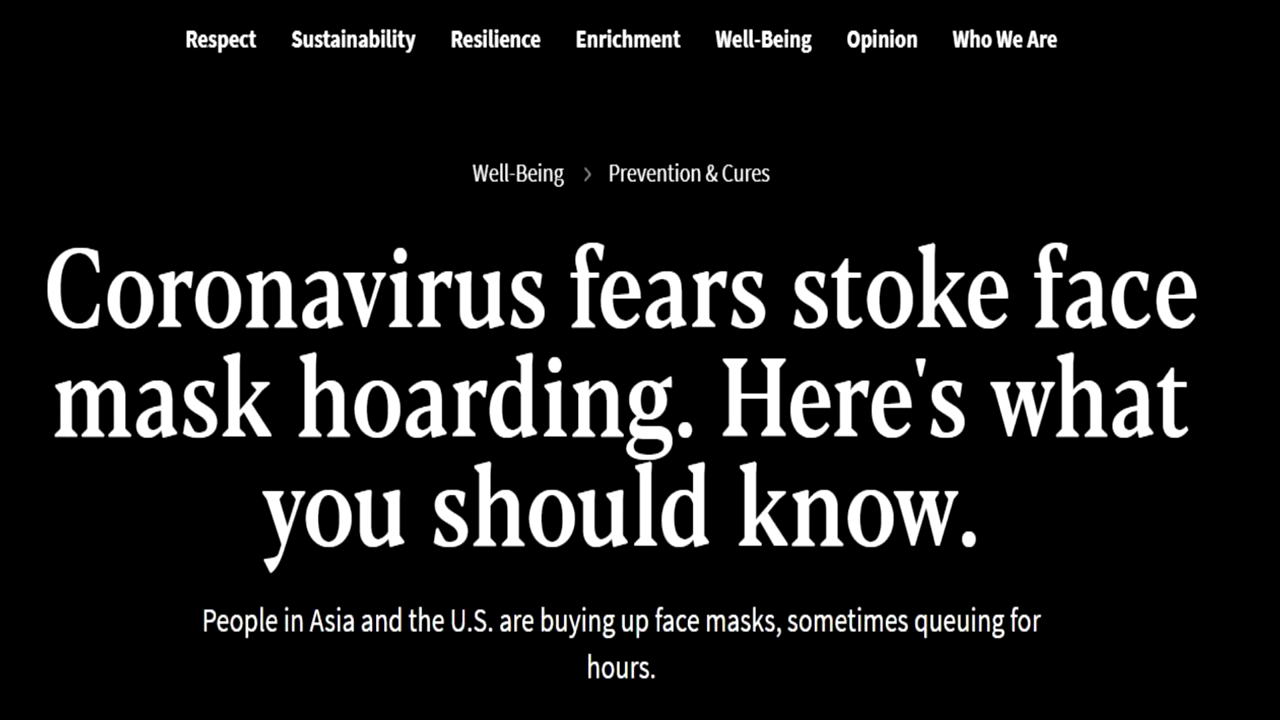 Respect Sustainability Resilience Enrichment Well-Being Opinion Who We Are
Well-Being > Prevention & Cures
Coronavirus fears stoke face
mask hoarding. Here's what
you should know.
People in Asia and the U.S. are buying up face masks, sometimes queuing for
hours.